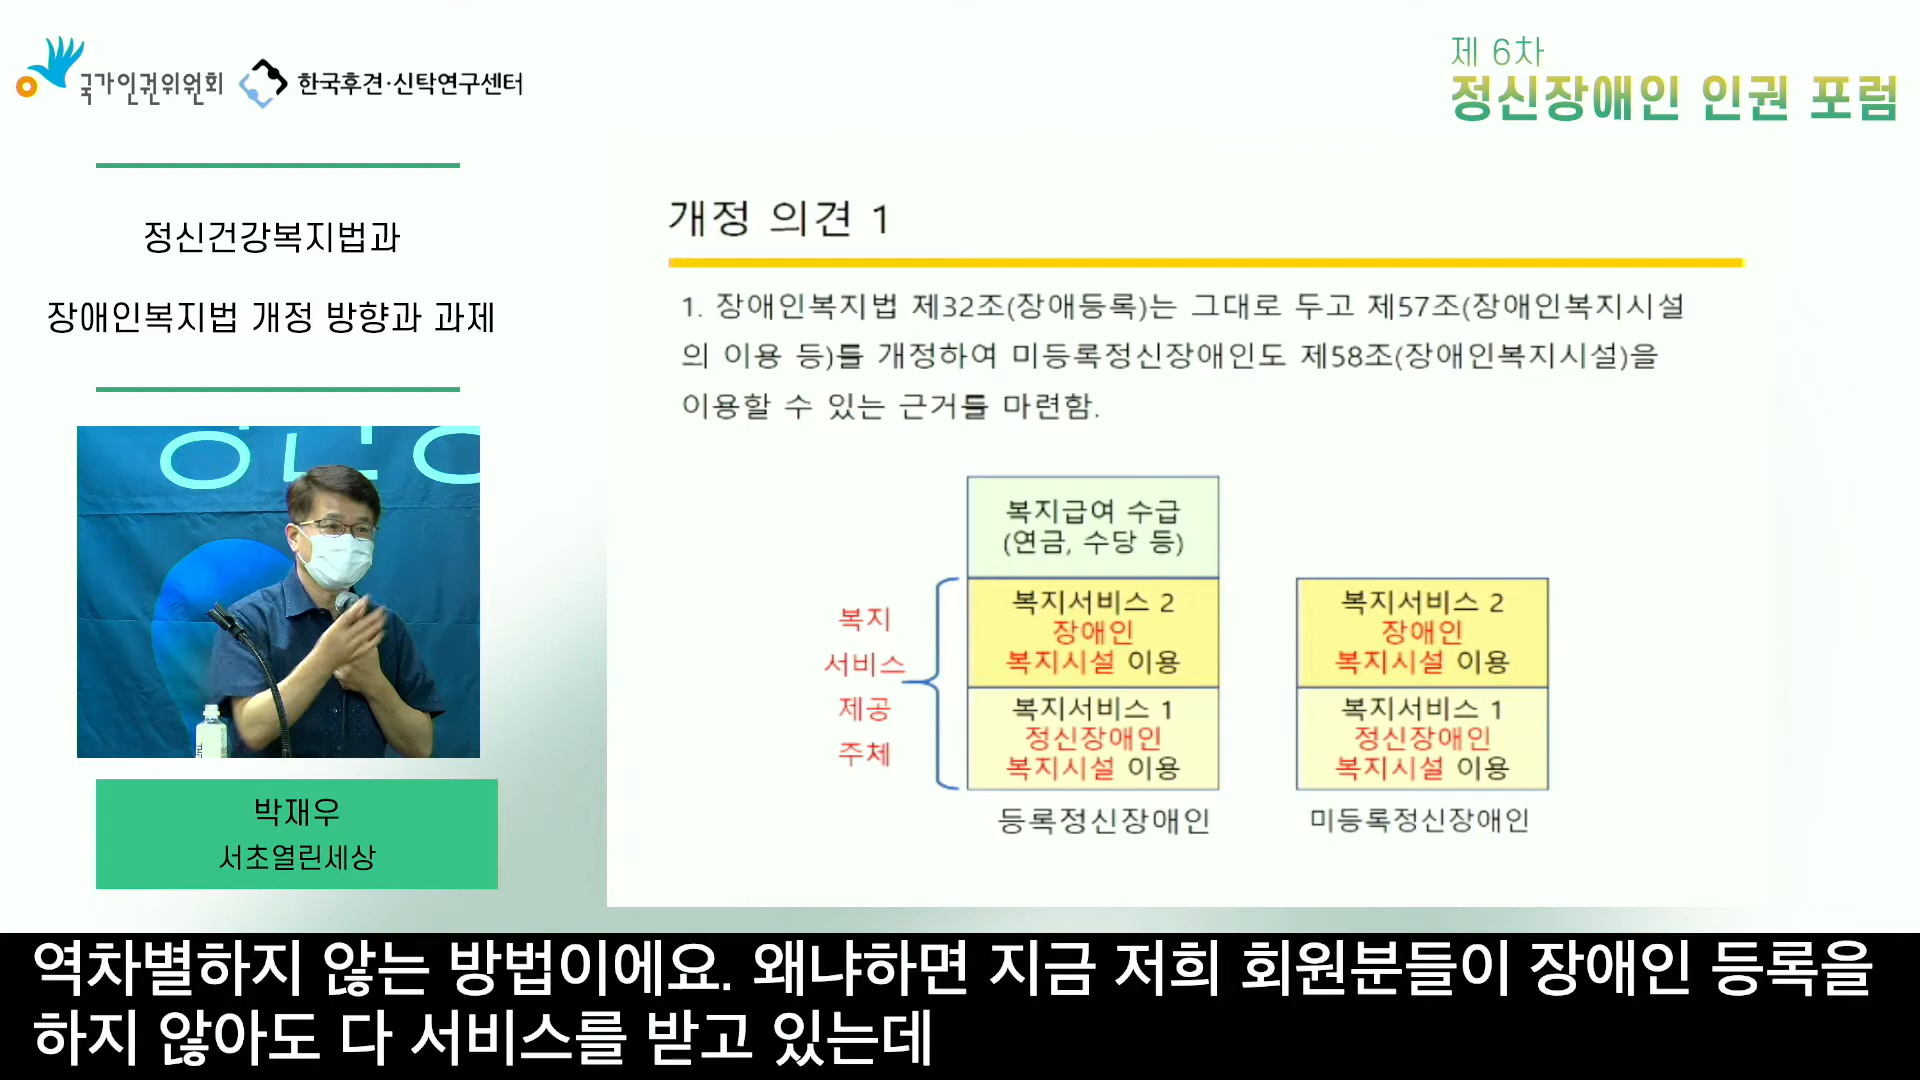 국가인권위원회
한국후견·신탁연구센터
제 6차
정신장애인 인권 포럼
정신건강복지법과
장애인복지법 개정 방향과 과제
박재우
서초열린세상
개정 의견 1
1. 장애인복지법 제32조(장애등록)는 그대로 두고 제57조(장애인복지시설
의 이용 등)를 개정하여 미등록정신장애인도 제58조(장애인복지시설)을
이용할 수 있는 근거를 마련함.
복지
서비스
제공
주체
복지급여 수급
(연금, 수당 등)
복지서비스 2
장애인
복지시설 이용
복지서비스 1
정신장애인
복지시설 이용
등록정신장애인
복지서비스 2
장애인
복지시설 이용
복지서비스 1
정신장애인
복지시설 이용
미등록정신장애인
역차별하지 않는 방법이에요. 왜냐하면 지금 저희 회원분들이 장애인 등록을
하지 않아도 다 서비스를 받고 있는데